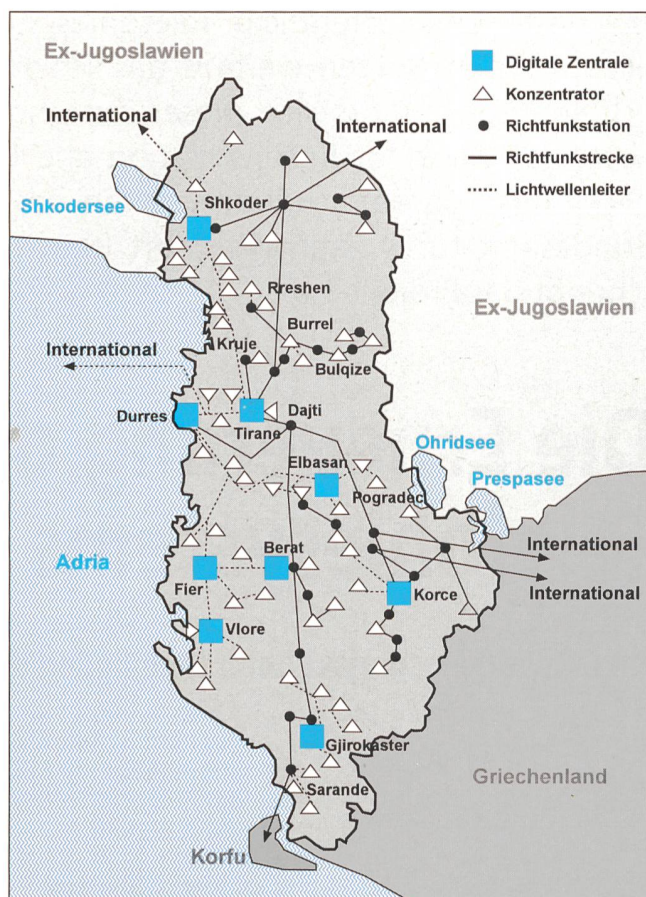 Ex-Jugoslawien
Digitale Zentrale
Konzentrator
Richtfunkstation
Richtfunkstrecke
Lichtwellenleiter
International
International
Shkodersee
Shkoder
Rreshen
Ex-Jugoslawien
Burrel
Kruje
International
Bulqize
Durres
Tirane
Dajti
Ohridsee
Elbasan
Prespasee
Pogradec
International
Adria
Berat
International
Fier
Korce
Vlore
Gjirokaster
Griechenland
Sarande
Korfu